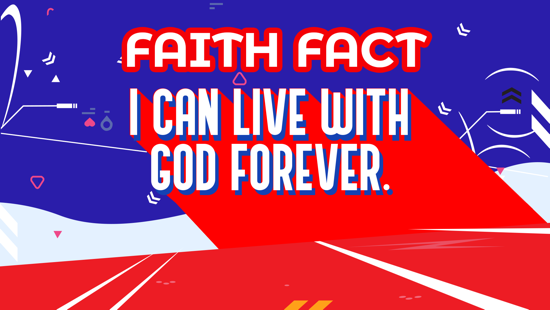 FAITH FACT
I CAN LIVE WITH
GOD FOREVER.